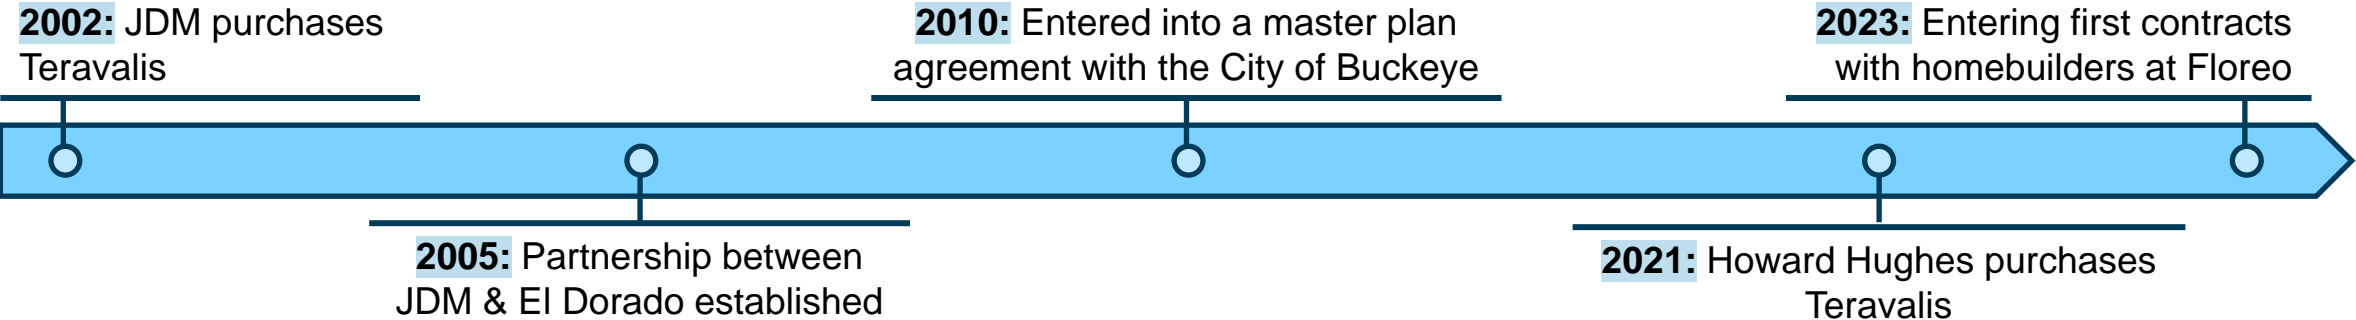 2002: JDM purchases
Teravalis
2005: Partnership between
JDM & El Dorado established
2010: Entered into a master plan
agreement with the City of Buckeye
2021: Howard Hughes purchases
Teravalis
2023: Entering first contracts
with homebuilders at Floreo